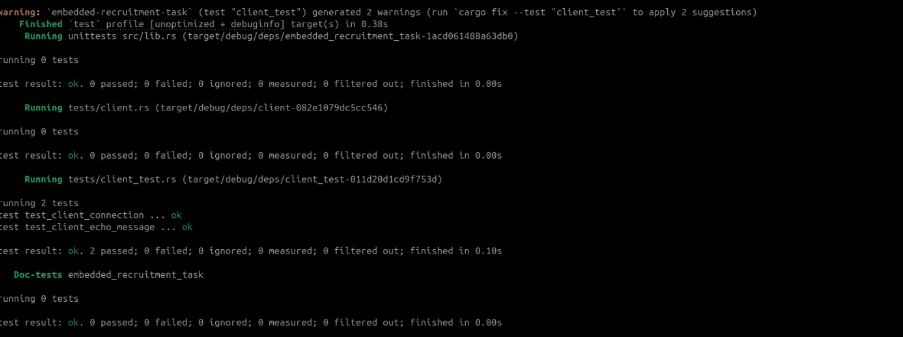 warning: `embedded-recruitment-task` (test "client_test") generated 2 warnings (run `cargo fix --test "client_test"` to apply 2 suggestions)
Finished `test` profile [unoptimized + debuginfo] target(s) in 0.38s
Running unittests src/lib.rs (target/debug/deps/embedded_recruitment_task-1acd061488a63db0)
running 0 tests
test result: ok. 0 passed; 0 failed; 0 ignored; 0 measured; 0 filtered out; finished in 0.00s
Running tests/client.rs (target/debug/deps/client-082e1079dc5cc546)
running 0 tests
test result: ok. 0 passed; 0 failed; 0 ignored; 0 measured; 0 filtered out; finished in 0.00s
Running tests/client_test.rs (target/debug/deps/client_test-011d20d1cd9f753d)
running 2 tests
test test_client_connection ... ok
test test_client_echo_message ... ok
test result: ok. 2 passed; 0 failed; 0 ignored; 0 measured; 0 filtered out; finished in 0.10s
Doc-tests embedded_recruitment_task
running 0 tests
test result: ok. 0 passed; 0 failed; 0 ignored; 0 measured; 0 filtered out; finished in 0.00s